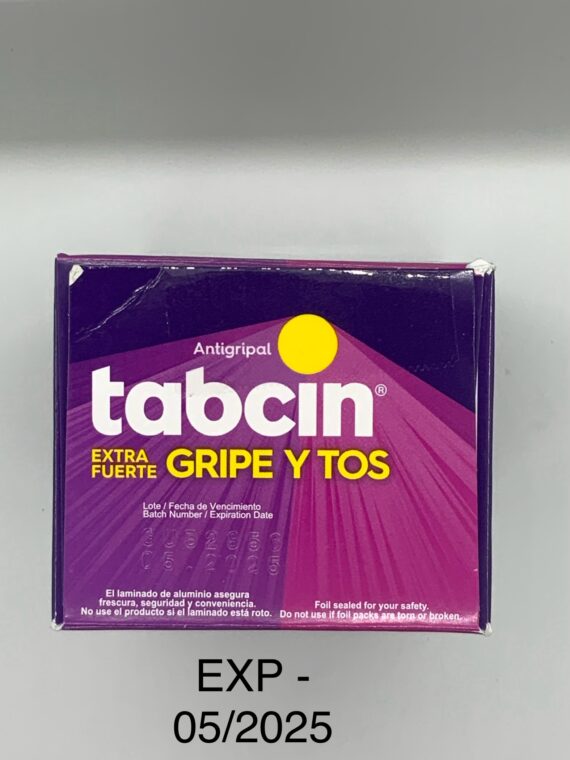 Antigripal
tabcin®
EXTRA
FUERTE GRIPE Y TOS
Lote / Fecha de Vencimiento
Batch Number / Expiration Date
El laminado de aluminio asegura
frescura, seguridad y conveniencia.
No use el producto si el laminado está roto.
Foil sealed for your safety.
Do not use if foil packs are torn or broken.
EXP -
05/2025